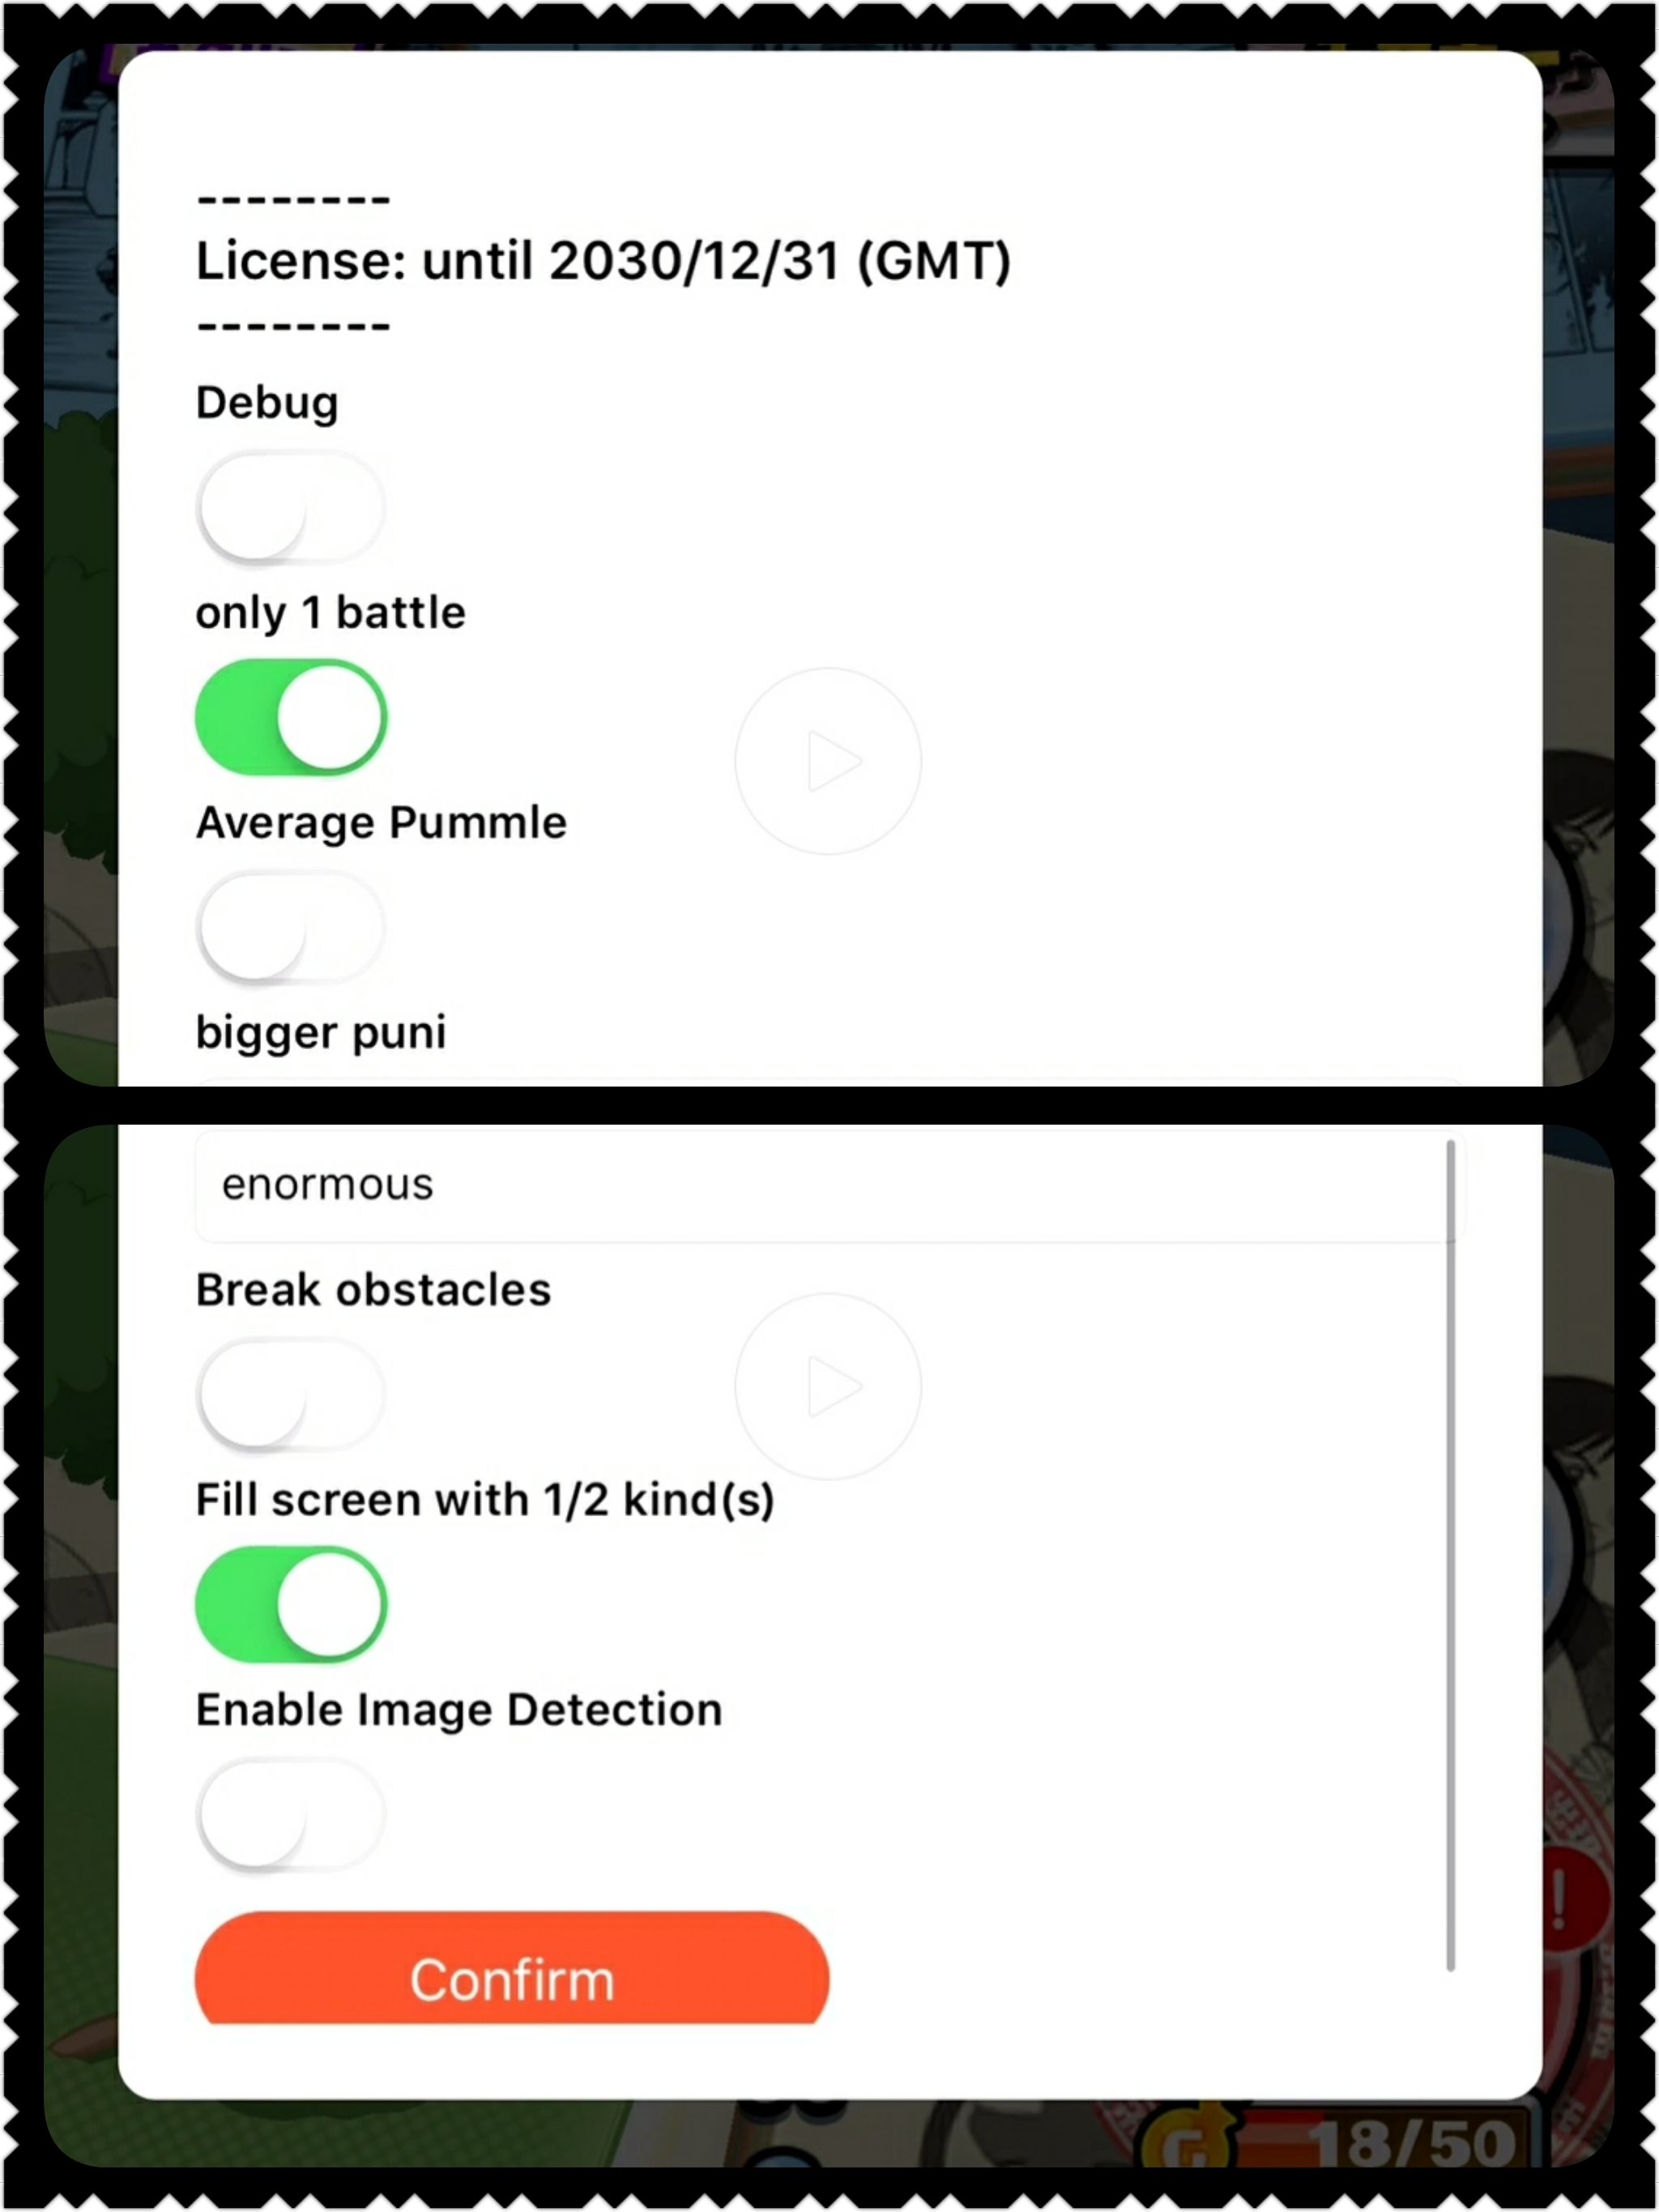 --------
License: until 2030/12/31 (GMT)
--------
Debug
only 1 battle
Average Pummle
bigger puni
enormous
Break obstacles
Fill screen with 1/2 kind(s)
Enable Image Detection
Confirm
!
G 18/50